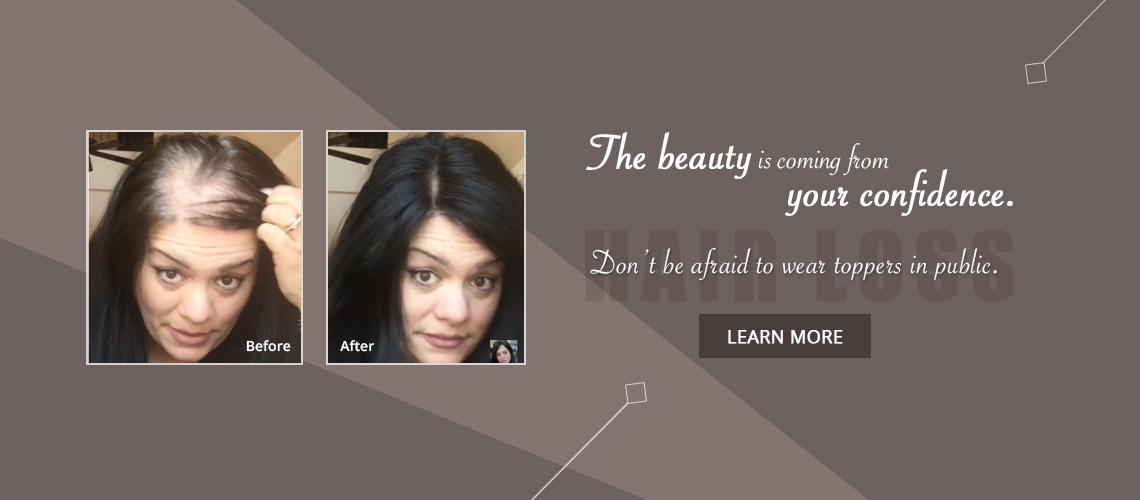 Before
After
The beauty is coming from
your confidence.
HAIR LOSS
Don't be afraid to wear toppers in public.
LEARN MORE